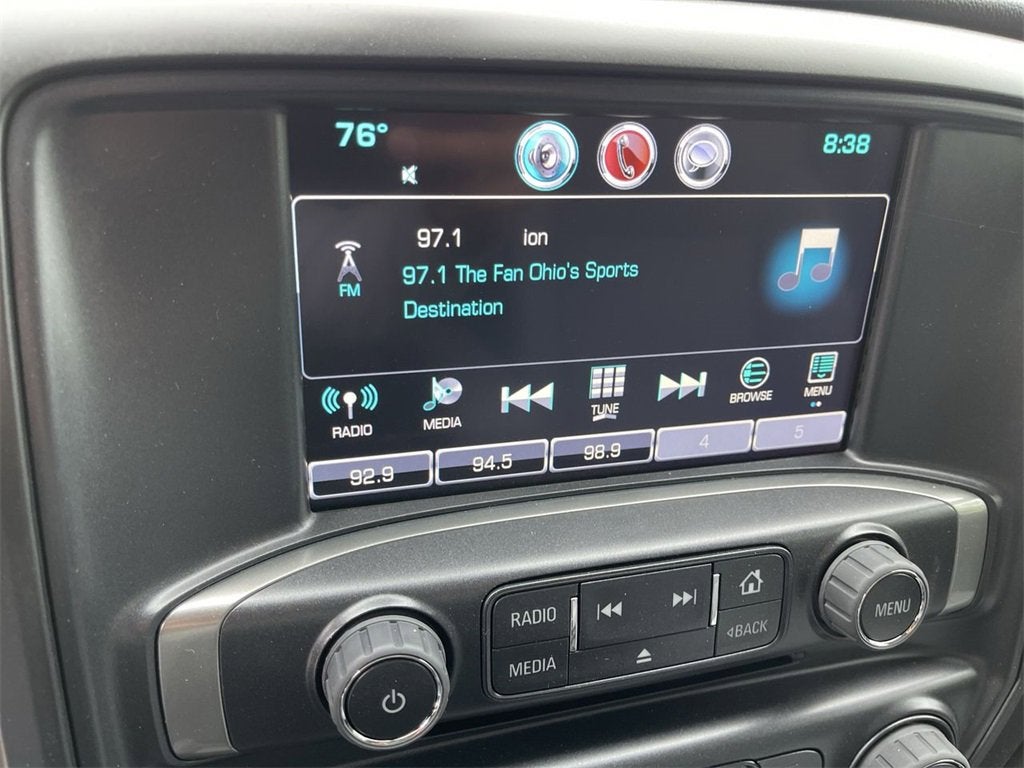 76° 8:38
97.1 ion
FM
97.1 The Fan Ohio's Sports
Destination
RADIO MEDIA TUNE BROWSE MENU
92.9 94.5 98.9 4 5
RADIO
MEDIA
BACK
MENU